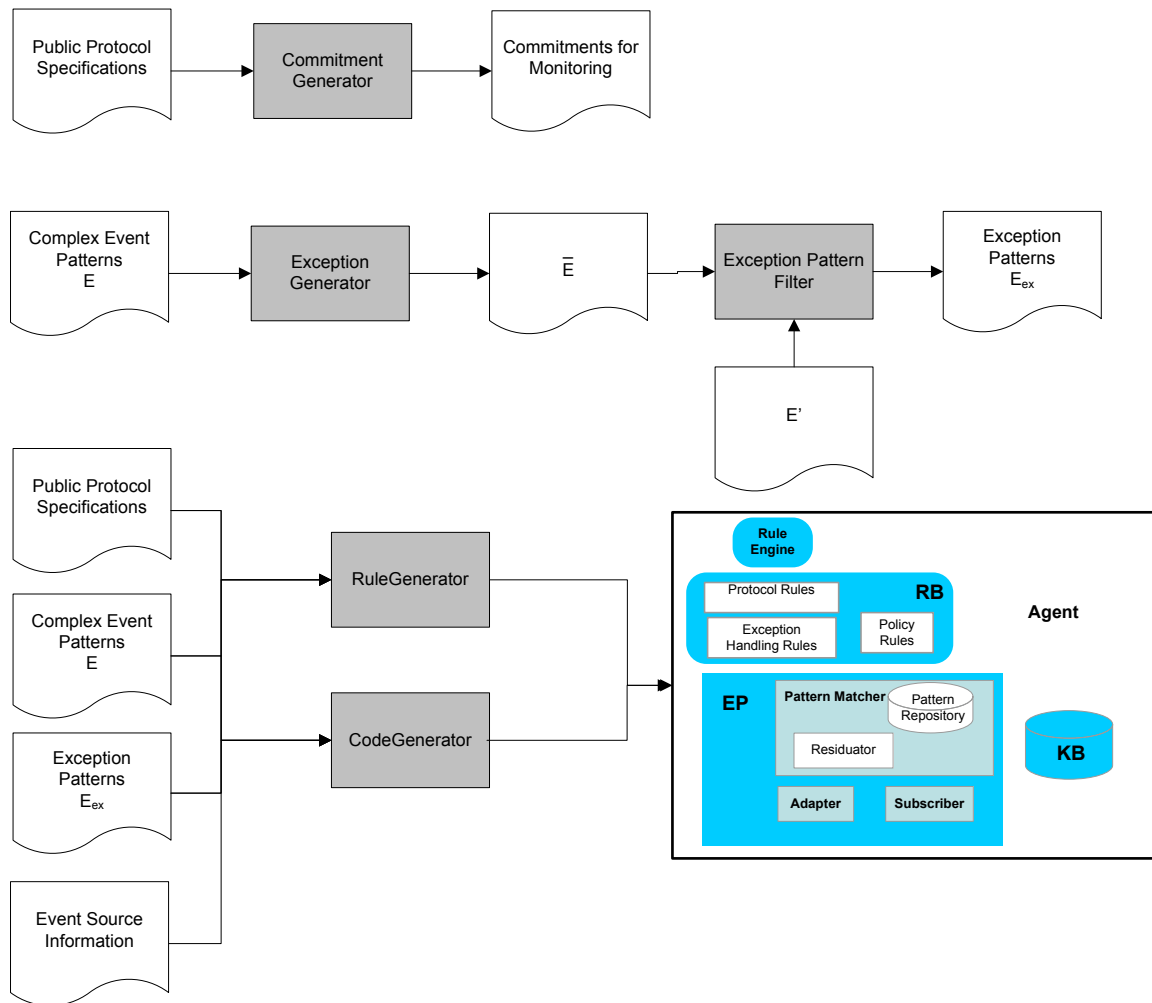 Public Protocol
Specifications
Commitment
Generator
Commitments for
Monitoring
Complex Event
Patterns
E
Exception
Generator
E̅
Exception Pattern
Filter
Exception
Patterns
Eex
E’
Public Protocol
Specifications
Complex Event
Patterns
E
Exception
Patterns
Eex
Event Source
Information
RuleGenerator
CodeGenerator
Rule
Engine
RB
Protocol Rules
Exception
Handling Rules
Policy
Rules
Agent
EP
Pattern Matcher
Pattern
Repository
Residuator
Adapter
Subscriber
KB